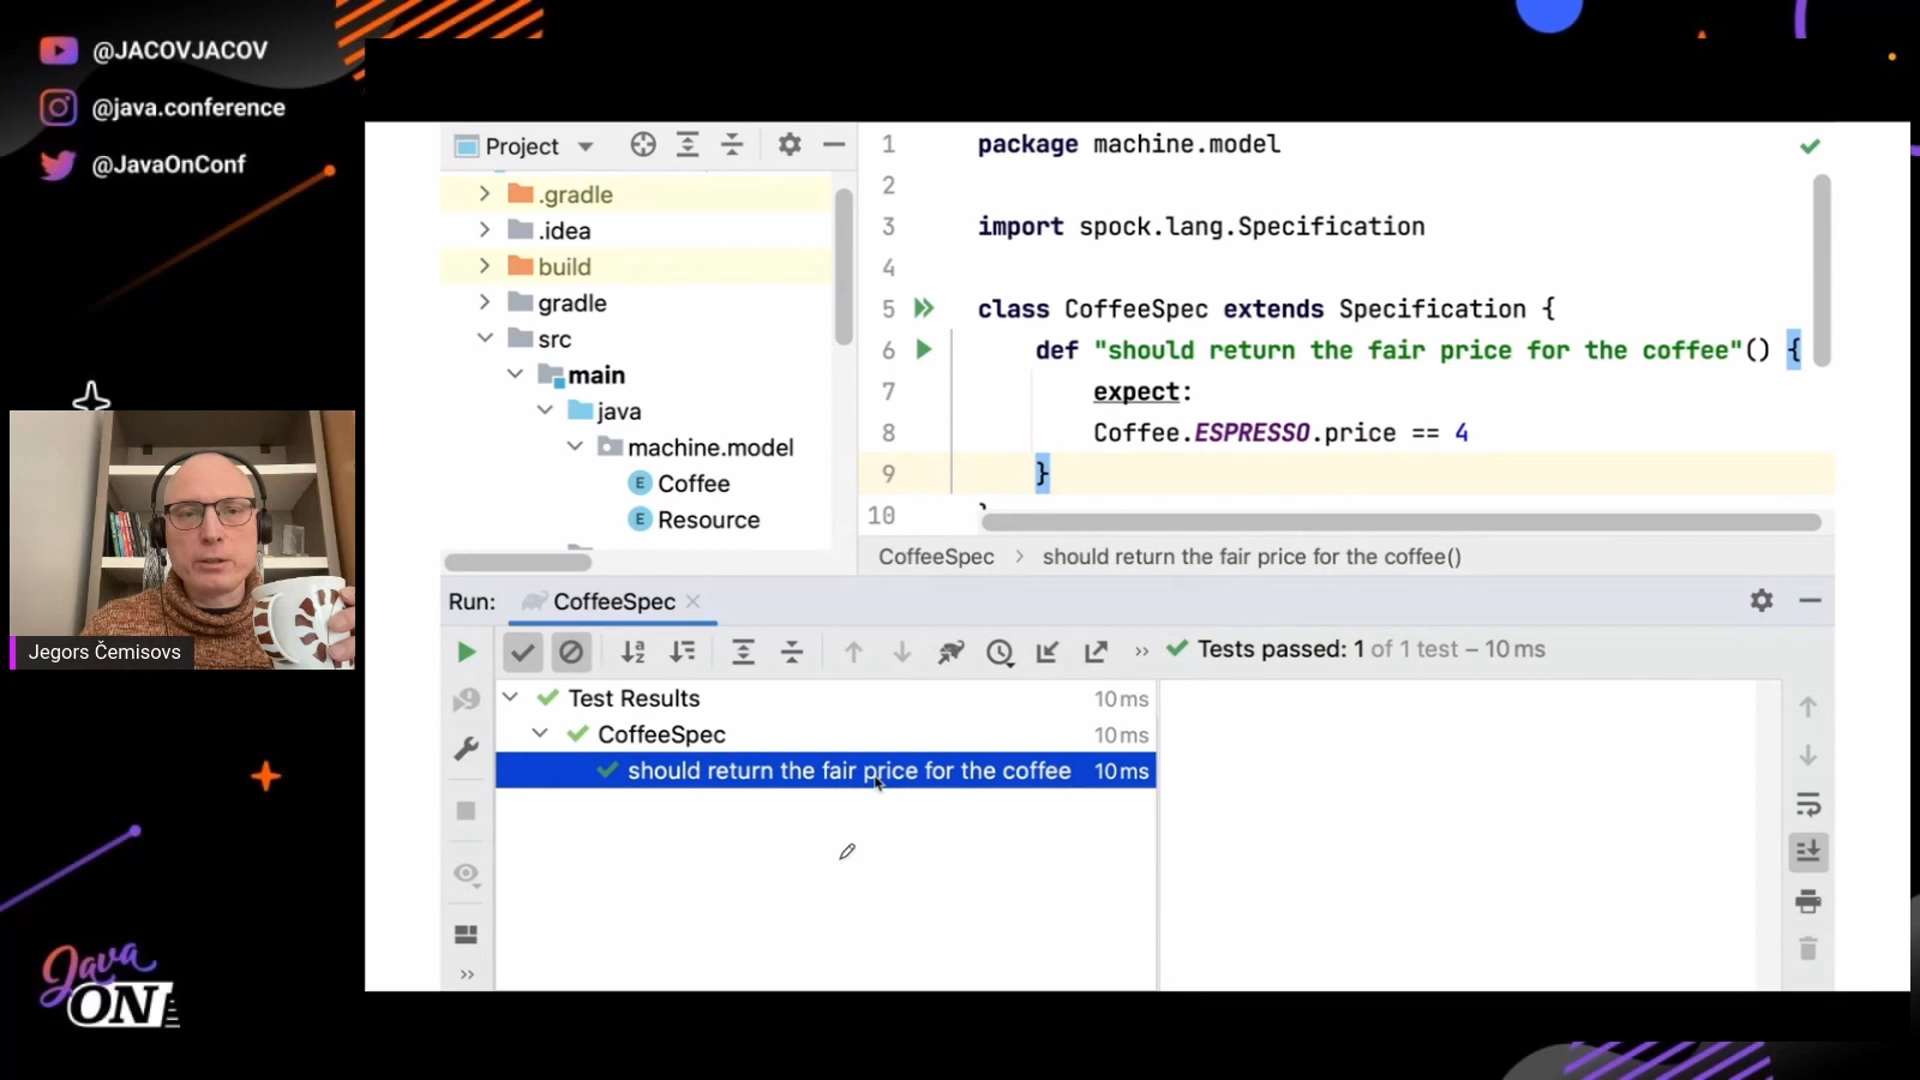 @JACOVJACOV
@java.conference
@JavaOnConf
Jegors Čemisovs
Java
ON
Project
.gradle
.idea
build
gradle
src
main
java
machine.model
E Coffee
E Resource
1 package machine.model
2
3 import spock.lang.Specification
4
5 class CoffeeSpec extends Specification {
6 def "should return the fair price for the coffee"() {
7 expect:
8 Coffee.ESPRESSO.price == 4
9 }
10 }
CoffeeSpec > should return the fair price for the coffee()
Run: CoffeeSpec ×
» Tests passed: 1 of 1 test – 10 ms
Test Results 10 ms
CoffeeSpec 10 ms
should return the fair price for the coffee 10 ms
»